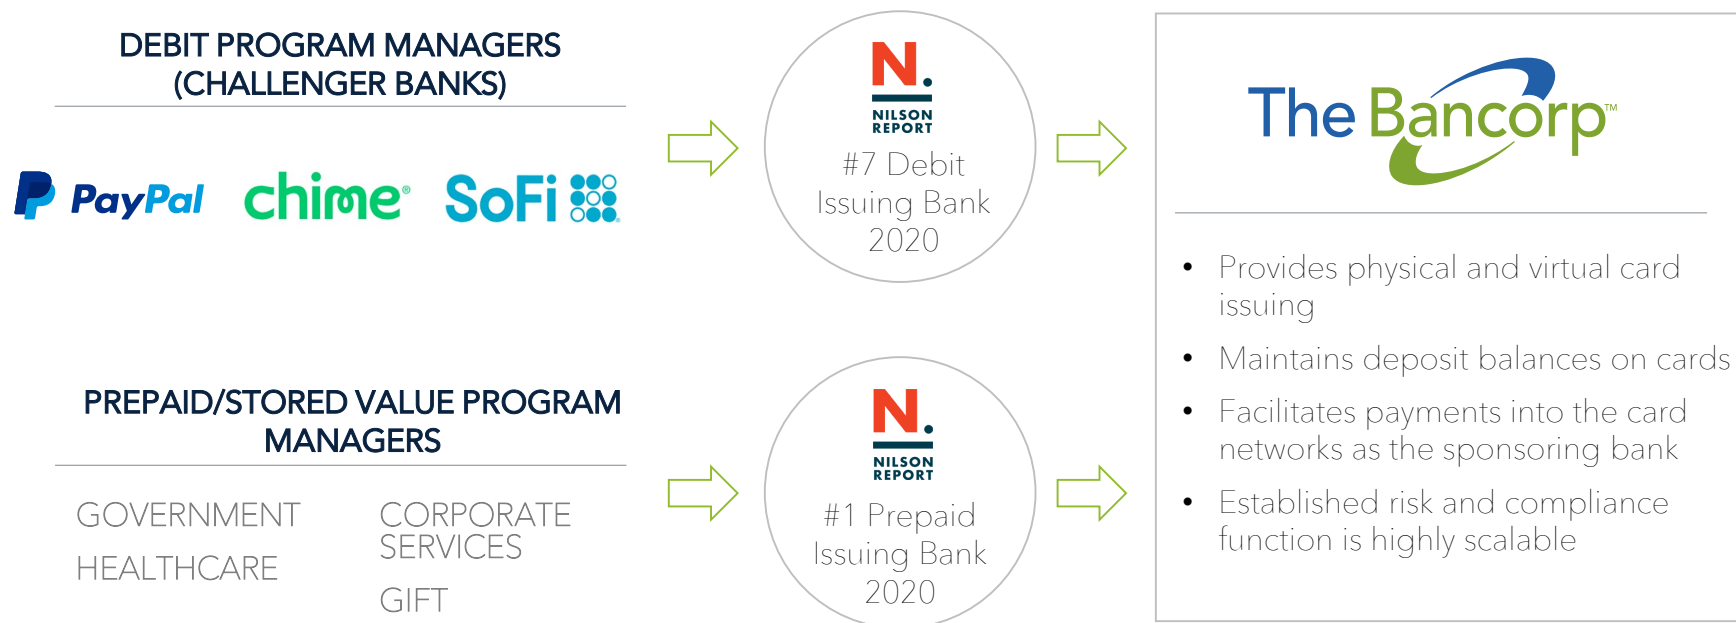 DEBIT PROGRAM MANAGERS
(CHALLENGER BANKS)
PayPal
chime®
SoFi
N.
NILSON
REPORT
#7 Debit
Issuing Bank
2020
PREPAID/STORED VALUE PROGRAM
MANAGERS
GOVERNMENT
HEALTHCARE
CORPORATE
SERVICES
GIFT
N.
NILSON
REPORT
#1 Prepaid
Issuing Bank
2020
The Bancorp™
• Provides physical and virtual card
issuing
• Maintains deposit balances on cards
• Facilitates payments into the card
networks as the sponsoring bank
• Established risk and compliance
function is highly scalable